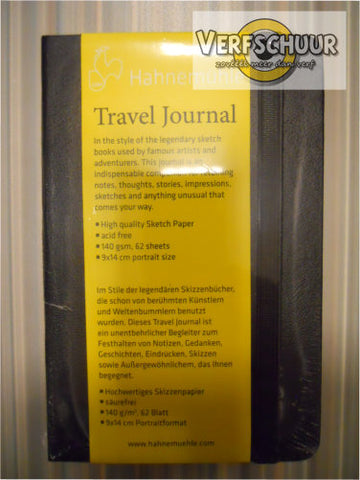 VERFSCHUUR
zoveel meer dan verf
Hahnemühle
Travel Journal
In the style of the legendary sketch
books used by famous artists and
adventurers. This journal is an
indispensable for
notes, thoughts, stories, impressions,
sketches and anything unusual that
comes your way.
• High quality Sketch Paper
• acid free
• 140 gsm, 62 sheets
• 9x14 cm portrait size
Im Stile der legendären Skizzenbücher,
die schon von berühmten Künstlern
und Weltenbummlern benutzt
wurden. Dieses Travel Journal ist
ein unentbehrlicher Begleiter zum
Festhalten von Notizen, Gedanken,
Geschichten, Eindrücken, Skizzen
sowie Außergewöhnlichem, das ihnen
begegnet.
• Hochwertiges Skizzenpapier
• säurefrei
• 140 g/m², 62 Blatt
• 9x14 cm Portraitformat
www.hahnemuehle.com